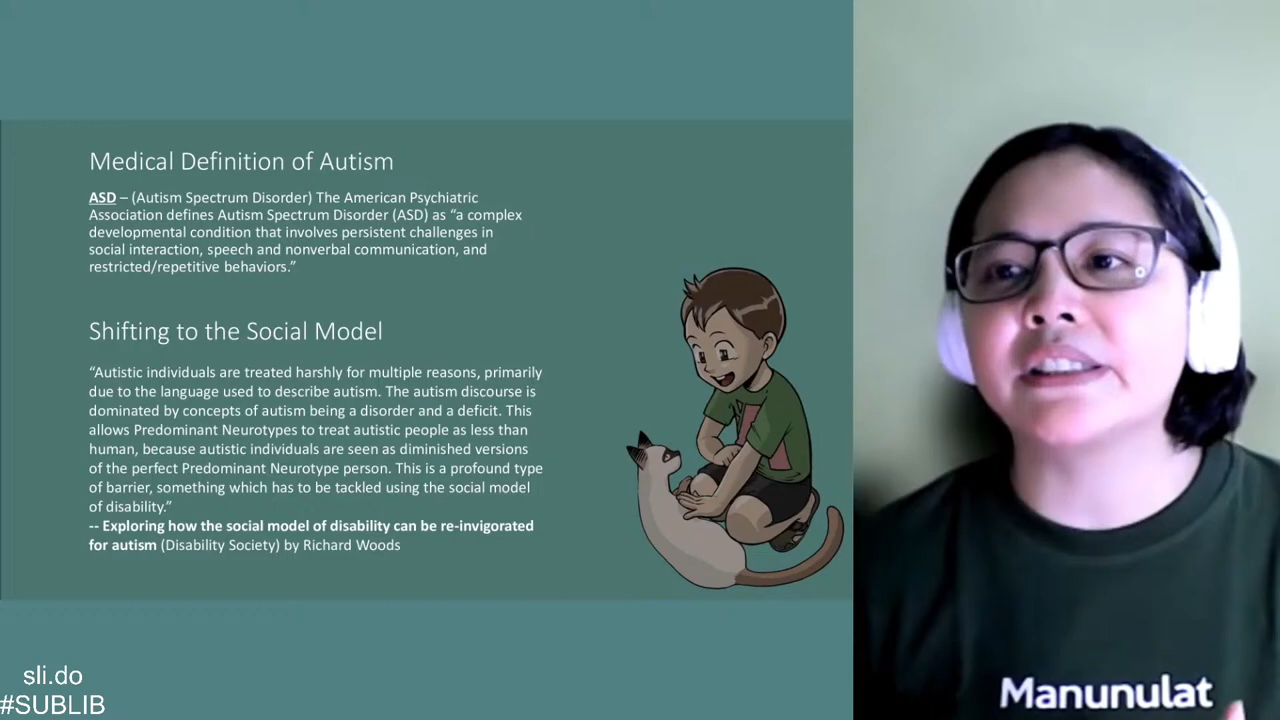 Medical Definition of Autism
ASD – (Autism Spectrum Disorder) The American Psychiatric
Association defines Autism Spectrum Disorder (ASD) as “a complex
developmental condition that involves persistent challenges in
social interaction, speech and nonverbal communication, and
restricted/repetitive behaviors.”
Shifting to the Social Model
“Autistic individuals are treated harshly for multiple reasons, primarily
due to the language used to describe autism. The autism discourse is
dominated by concepts of autism being a disorder and a deficit. This
allows Predominant Neurotypes to treat autistic people as less than
human, because autistic individuals are seen as diminished versions
of the perfect Predominant Neurotype person. This is a profound type
of barrier, something which has to be tackled using the social model
of disability.”
-- Exploring how the social model of disability can be re-invigorated
for autism (Disability Society) by Richard Woods
sli.do
#SUBLIB
Manunulat